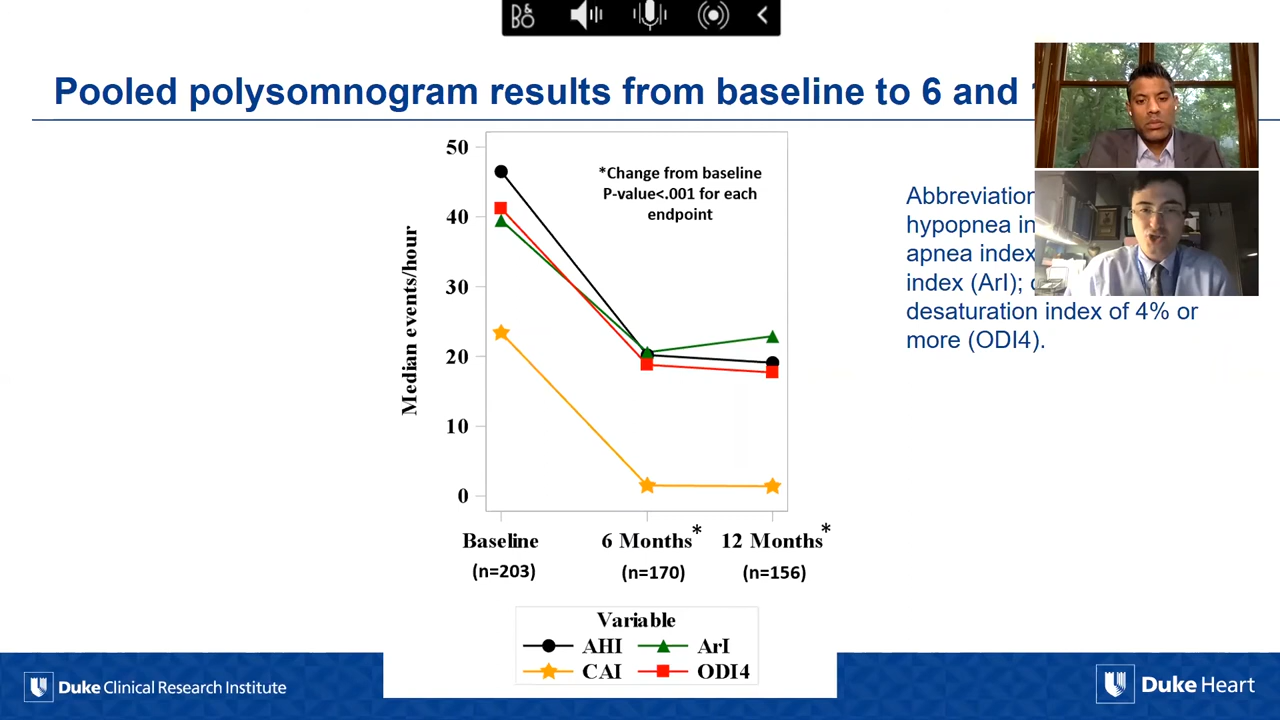 B&O
Pooled polysomnogram results from baseline to 6 and
50
40
30
20
10
0
Median events/hour
*Change from baseline
P-value<.001 for each
endpoint
Baseline
6 Months*
12 Months*
(n=203)
(n=170)
(n=156)
Variable
AHI
ArI
CAI
ODI4
hypopnea
apnea index
index (ArI);
desaturation index of 4% or
more (ODI4).
Duke Clinical Research Institute
Duke Heart